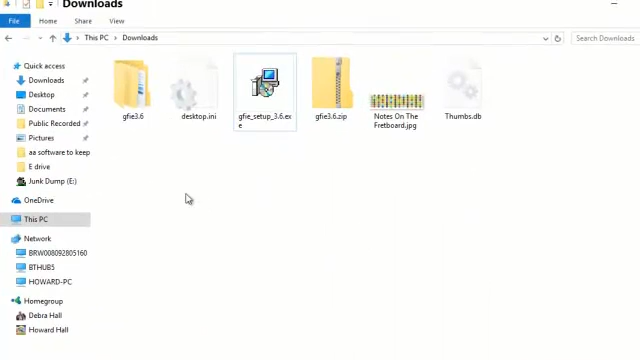 Downloads
File Home Share View
This PC Downloads Search Downloads
Quick access
Downloads
Desktop
Documents
Public Recorded
Pictures
aa software to keep
E drive
Junk Dump (E:)
OneDrive
This PC
Network
BRW008092805160
BTHUB5
HOWARD-PC
Homegroup
Debra Hall
Howard Hall
gfie3.6
desktop.ini
gfie_setup_3.6.ex
e
gfie3.6.zip
Notes On The
Fretboard.jpg
Thumbs.db